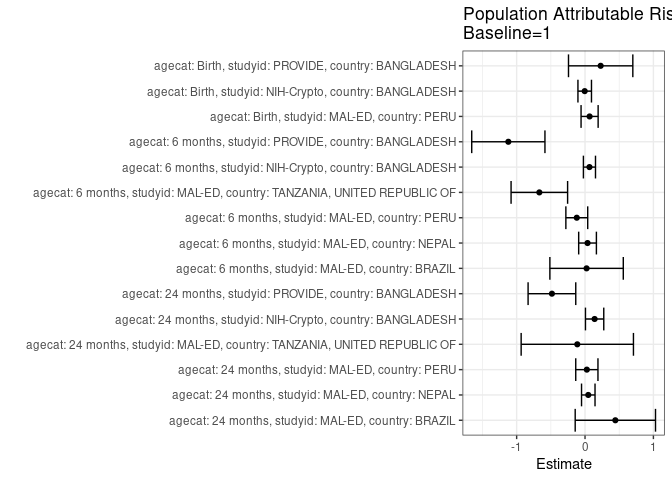 Population Attributable Ris
Baseline=1
agecat: Birth, studyid: PROVIDE, country: BANGLADESH
agecat: Birth, studyid: NIH-Crypto, country: BANGLADESH
agecat: Birth, studyid: MAL-ED, country: PERU
agecat: 6 months, studyid: PROVIDE, country: BANGLADESH
agecat: 6 months, studyid: NIH-Crypto, country: BANGLADESH
agecat: 6 months, studyid: MAL-ED, country: TANZANIA, UNITED REPUBLIC OF
agecat: 6 months, studyid: MAL-ED, country: PERU
agecat: 6 months, studyid: MAL-ED, country: NEPAL
agecat: 6 months, studyid: MAL-ED, country: BRAZIL
agecat: 24 months, studyid: PROVIDE, country: BANGLADESH
agecat: 24 months, studyid: NIH-Crypto, country: BANGLADESH
agecat: 24 months, studyid: MAL-ED, country: TANZANIA, UNITED REPUBLIC OF
agecat: 24 months, studyid: MAL-ED, country: PERU
agecat: 24 months, studyid: MAL-ED, country: NEPAL
agecat: 24 months, studyid: MAL-ED, country: BRAZIL
-1 0 1
Estimate